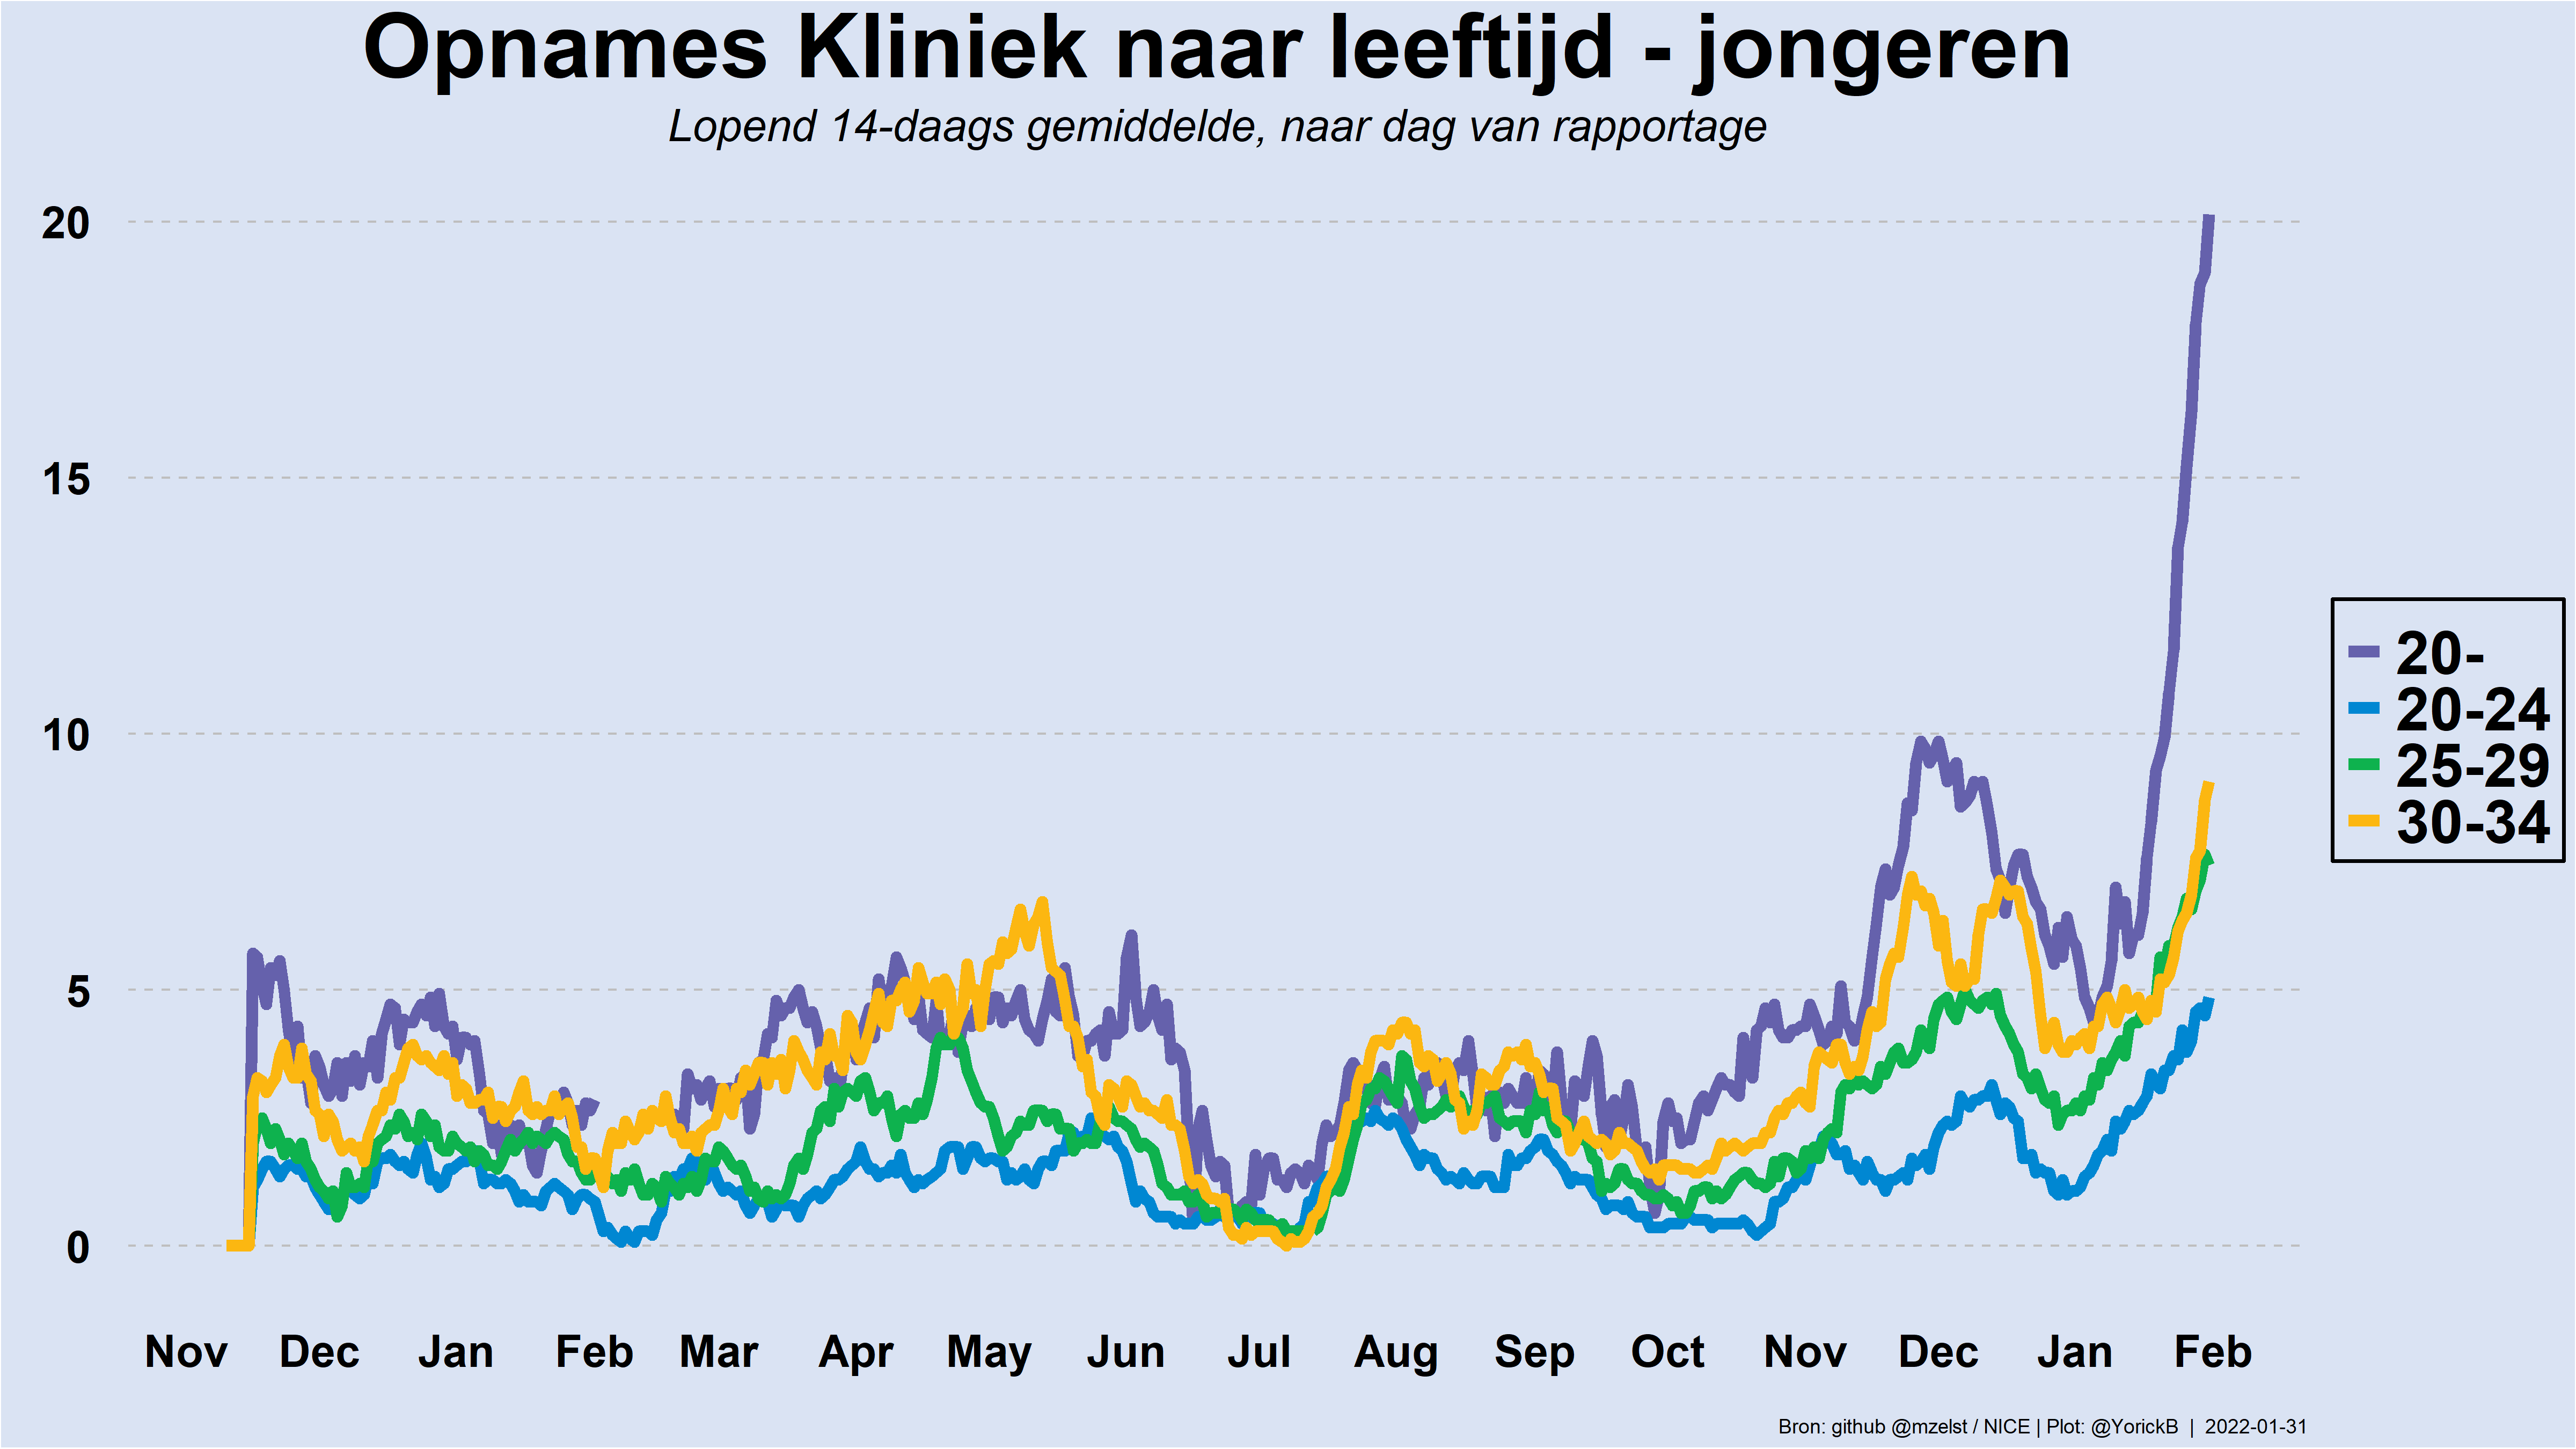 Opnames Kliniek naar leeftijd - jongeren
Lopend 14-daags gemiddelde, naar dag van rapportage
20
15
10
5
0
20-
20-24
25-29
30-34
Nov Dec Jan Feb Mar Apr May Jun Jul Aug Sep Oct Nov Dec Jan Feb
Bron: github @mzelst / NICE | Plot: @YorickB | 2022-01-31